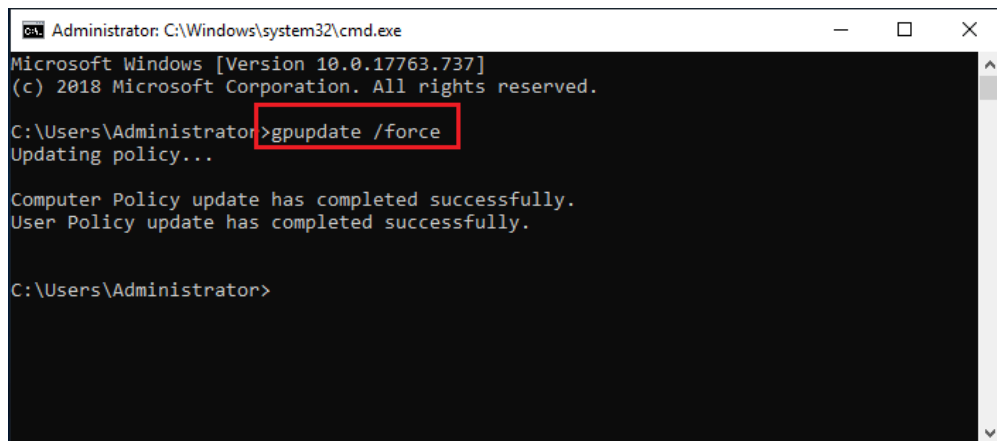 Administrator: C:\Windows\system32\cmd.exe
Microsoft Windows [Version 10.0.17763.737]
(c) 2018 Microsoft Corporation. All rights reserved.
C:\Users\Administrator>gpupdate /force
Updating policy...
Computer Policy update has completed successfully.
User Policy update has completed successfully.
C:\Users\Administrator>